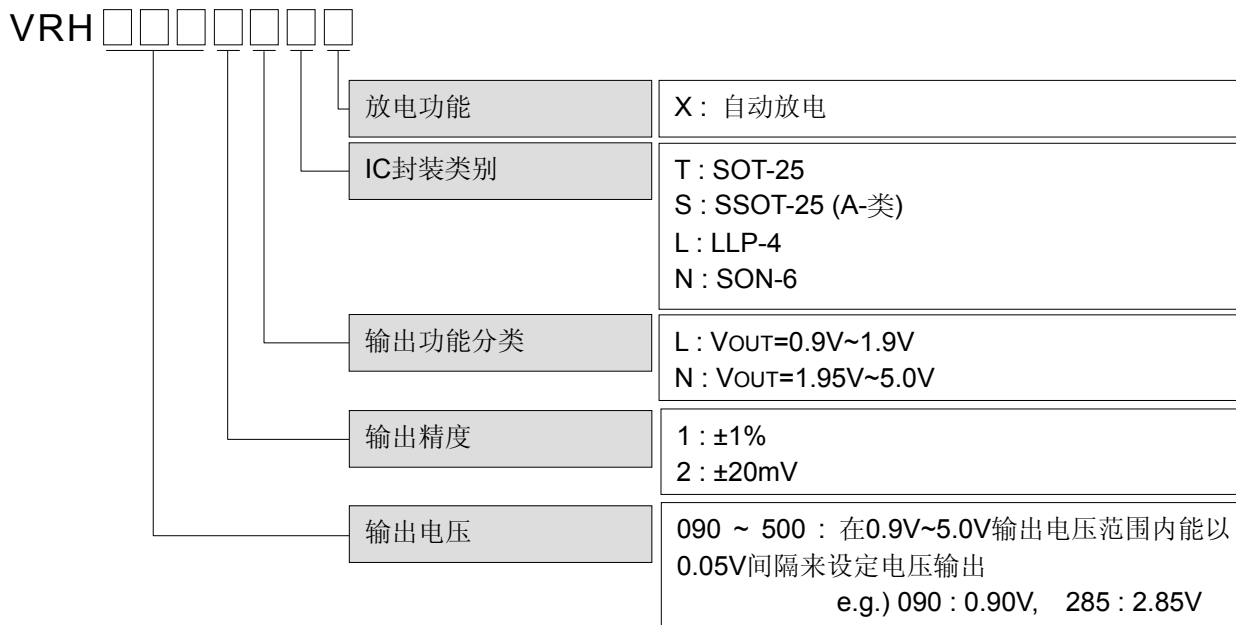 VRH□□□□□□□
放电功能
X : 自动放电
IC封装类别
T : SOT-25
S : SSOT-25 (A-类)
L : LLP-4
N : SON-6
输出功能分类
L : VOUT=0.9V~1.9V
N : VOUT=1.95V~5.0V
输出精度
1 : ±1%
2 : ±20mV
输出电压
090 ~ 500 : 在0.9V~5.0V输出电压范围内能以
0.05V间隔来设定电压输出
e.g.) 090 : 0.90V, 285 : 2.85V